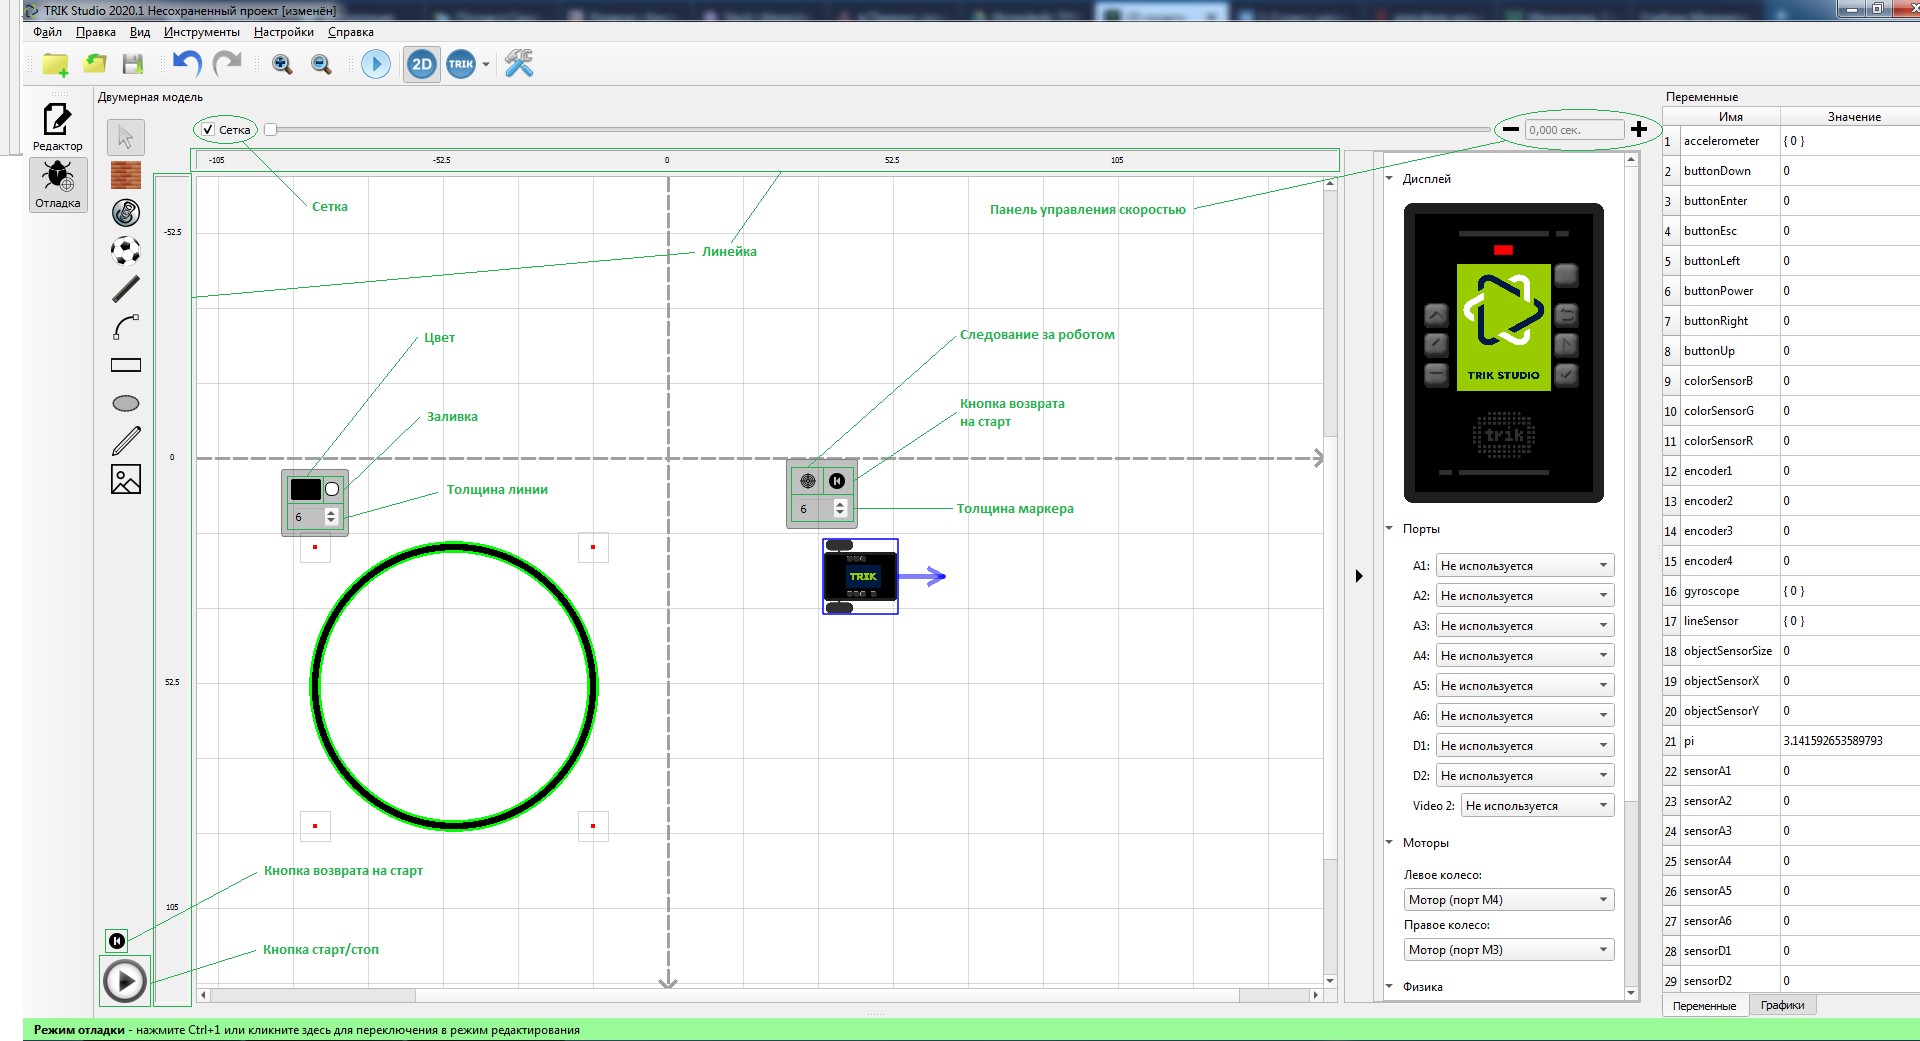 TRIK Studio 2020.1 Несохраненный проект [изменён]
Файл Правка Вид Инструменты Настройки Справка
2D TRIK
Редактор
Отладка
Двумерная модель
Сетка
0,000 сек.
-105 -52.5 0 52.5 105
-52.5
0
52.5
105
Сетка
Линейка
Панель управления скоростью
Цвет
Заливка
Толщина линии
6
Следование за роботом
Кнопка возврата
на старт
Толщина маркера
6
TRIK
Кнопка возврата на старт
Кнопка старт/стоп
Дисплей
TRIK STUDIO
trik
Порты
A1: Не используется
A2: Не используется
A3: Не используется
A4: Не используется
A5: Не используется
A6: Не используется
D1: Не используется
D2: Не используется
Video 2: Не используется
Моторы
Левое колесо:
Мотор (порт M4)
Правое колесо:
Мотор (порт M3)
Физика
Переменные
Имя Значение
1 accelerometer { 0 }
2 buttonDown 0
3 buttonEnter 0
4 buttonEsc 0
5 buttonLeft 0
6 buttonPower 0
7 buttonRight 0
8 buttonUp 0
9 colorSensorB 0
10 colorSensorG 0
11 colorSensorR 0
12 encoder1 0
13 encoder2 0
14 encoder3 0
15 encoder4 0
16 gyroscope { 0 }
17 lineSensor { 0 }
18 objectSensorSize 0
19 objectSensorX 0
20 objectSensorY 0
21 pi 3.141592653589793
22 sensorA1 0
23 sensorA2 0
24 sensorA3 0
25 sensorA4 0
26 sensorA5 0
27 sensorA6 0
28 sensorD1 0
29 sensorD2 0
Переменные Графики
Режим отладки - нажмите Ctrl+1 или кликните здесь для переключения в режим редактирования